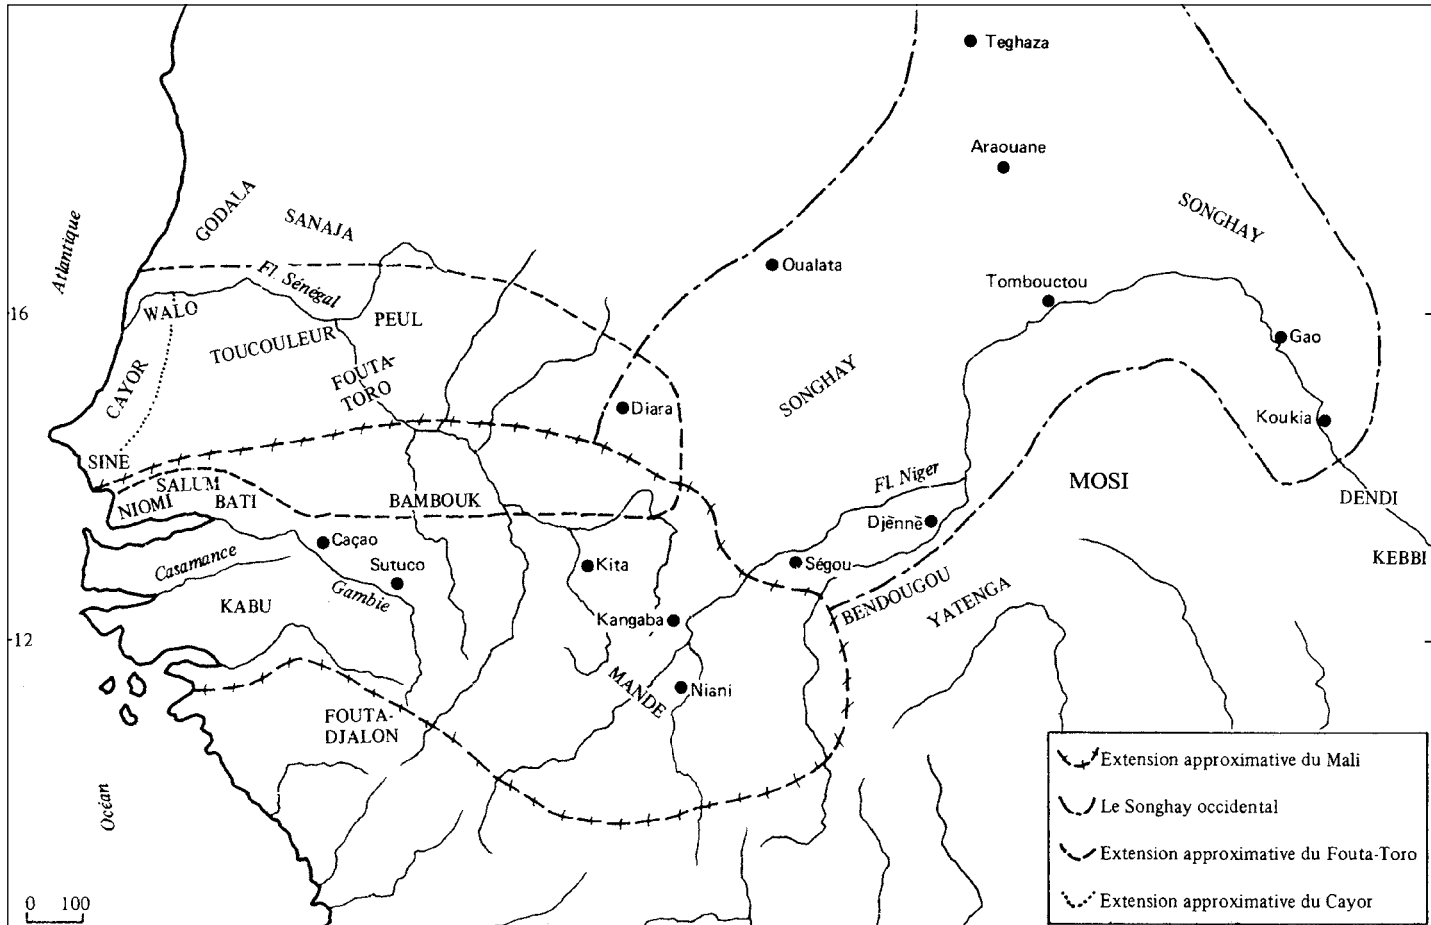 Teghaza
Araouane
SONGHAY
GODALA
SANAJA
Atlantique
Oualata
Fl. Sénégal
Tombouctou
16
WALO
PEUL
TOUCOULEUR
Gao
FOUTA-
TORO
CAYOR
SONGHAY
Diara
Koukia
SINE
SALUM
NIOMI
BATI
BAMBOUK
Fl. Niger
MOSI
DENDI
Djènnè
Caçao
KEBBI
Casamance
Sutuco
Kita
Ségou
KABU
Gambie
BENDOUGOU
YATENGA
Kangaba
12
MANDE
Niani
FOUTA-
DJALON
Océan
Extension approximative du Mali
Le Songhay occidental
Extension approximative du Fouta-Toro
Extension approximative du Cayor
0 100